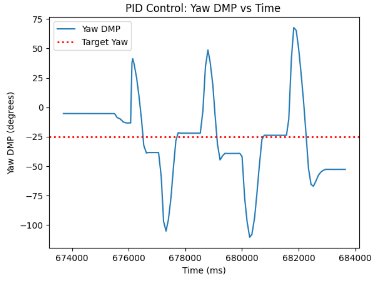 PID Control: Yaw DMP vs Time
Yaw DMP
Target Yaw
Yaw DMP (degrees)
75
50
25
0
−25
−50
−75
−100
674000 676000 678000 680000 682000 684000
Time (ms)